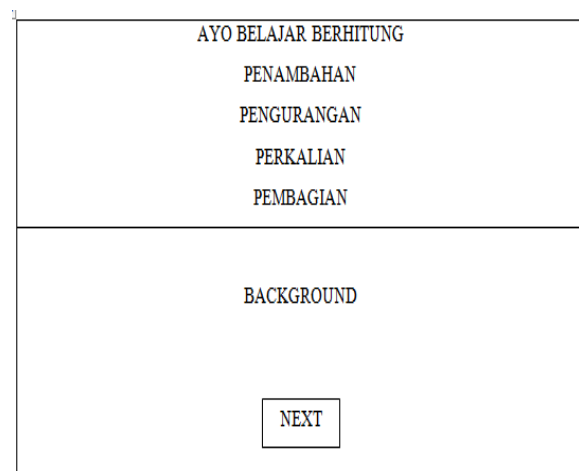 AYO BELAJAR BERHITUNG
PENAMBAHAN
PENGURANGAN
PERKALIAN
PEMBAGIAN
BACKGROUND
NEXT